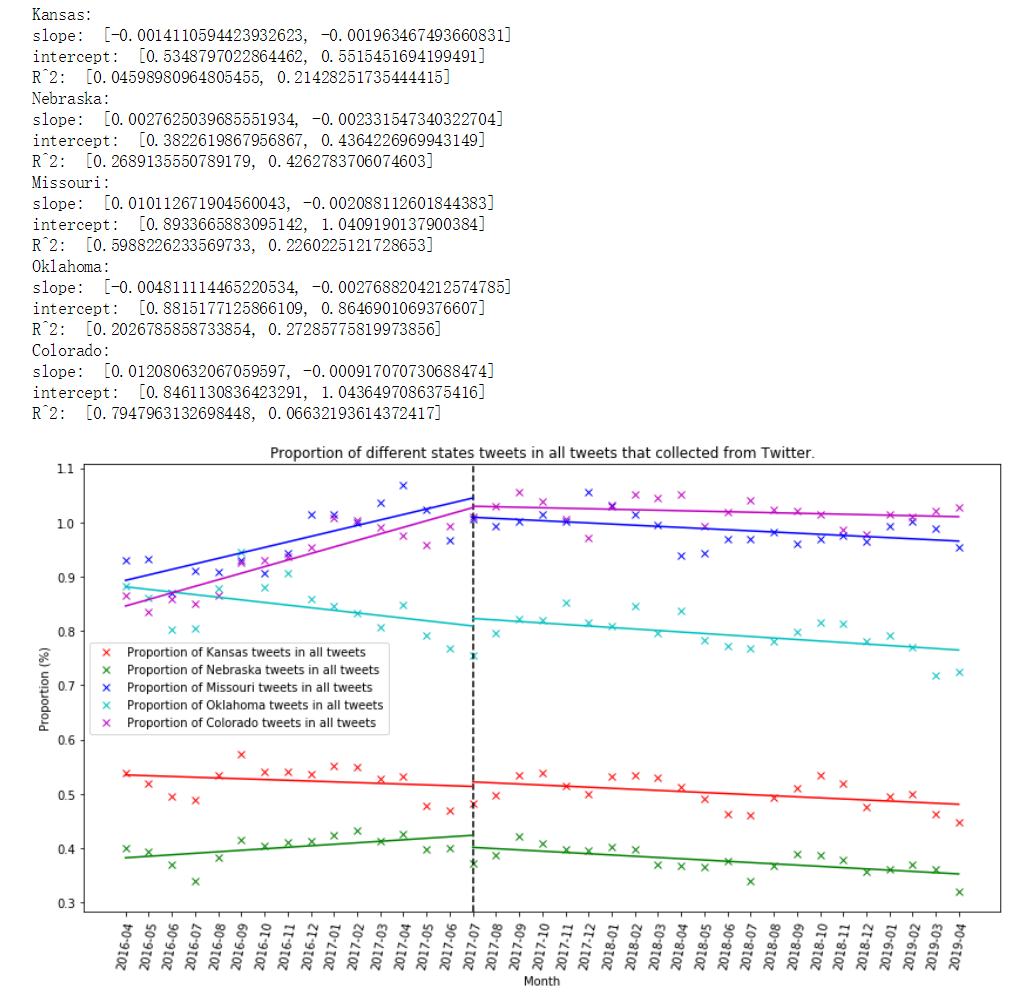 Kansas:
slope:  [-0.0014110594423932623, -0.001963467493660831]
intercept:  [0.5348797022864462, 0.5515451694199491]
R^2:  [0.04598980964805455, 0.21428251735444415]
Nebraska:
slope:  [0.0027625039685551934, -0.002331547340322704]
intercept:  [0.3822619867956867, 0.4364226969943149]
R^2:  [0.2689135550789179, 0.4262783706074603]
Missouri:
slope:  [0.010112671904560043, -0.002088112601844383]
intercept:  [0.8933665883095142, 1.0409190137900384]
R^2:  [0.5988226233569733, 0.2260225121728653]
Oklahoma:
slope:  [-0.004811114465220534, -0.0027688204212574785]
intercept:  [0.8815177125866109, 0.8646901069376607]
R^2:  [0.2026785858733854, 0.27285775819973856]
Colorado:
slope:  [0.012080632067059597, -0.000917070730688474]
intercept:  [0.8461130836423291, 1.0436497086375416]
R^2:  [0.7947963132698448, 0.06632193614372417]
Proportion of different states tweets in all tweets that collected from Twitter.
Proportion (%)
1.1
1.0
0.9
0.8
0.7
0.6
0.5
0.4
0.3
Proportion of Kansas tweets in all tweets
Proportion of Nebraska tweets in all tweets
Proportion of Missouri tweets in all tweets
Proportion of Oklahoma tweets in all tweets
Proportion of Colorado tweets in all tweets
2016-04
2016-05
2016-06
2016-07
2016-08
2016-09
2016-10
2016-11
2016-12
2017-01
2017-02
2017-03
2017-04
2017-05
2017-06
2017-07
2017-08
2017-09
2017-10
2017-11
2017-12
2018-01
2018-02
2018-03
2018-04
2018-05
2018-06
2018-07
2018-08
2018-09
2018-10
2018-11
2018-12
2019-01
2019-02
2019-03
2019-04
Month